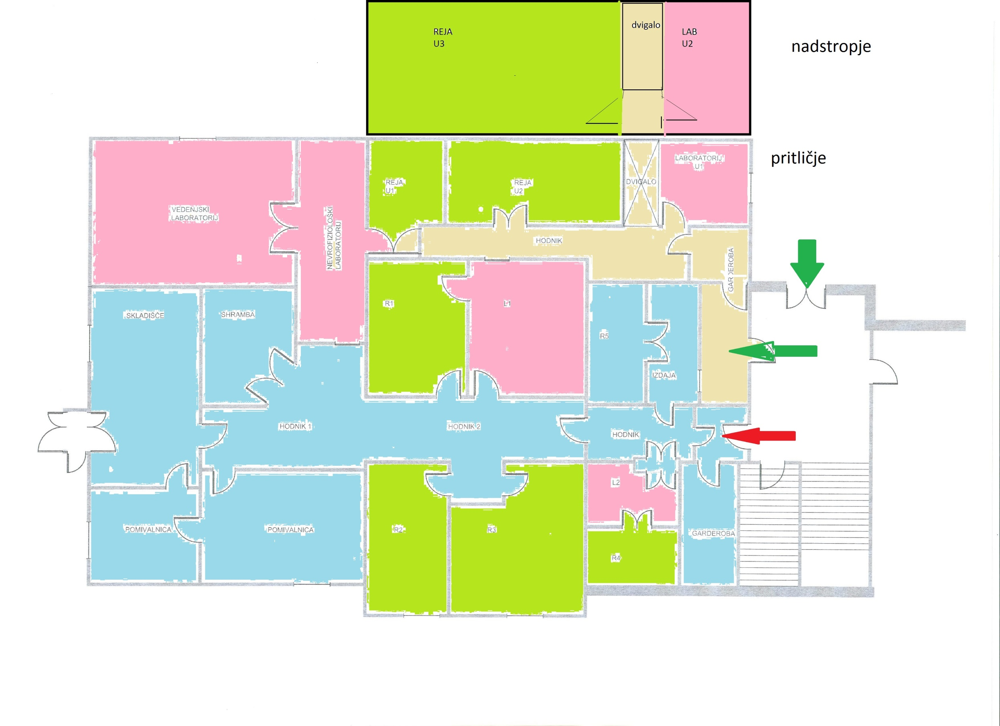 REJA
U3
dvigalo
LAB
U2
nadstropje
pritličje
LABORATORIJ
U1
REJA
U1
REJA
U2
DVIGALO
VEDENJSKI
LABORATORIJ
NEVROFIZIOLOŠKI
LABORATORIJ
HODNIK
GARDEROBA
R1
L1
SKLADIŠČE
SHRAMBA
R5
IZDAJA
HODNIK 1
HODNIK 2
HODNIK
L2
POMIVALNICA
POMIVALNICA
R2
R3
GARDEROBA
R4